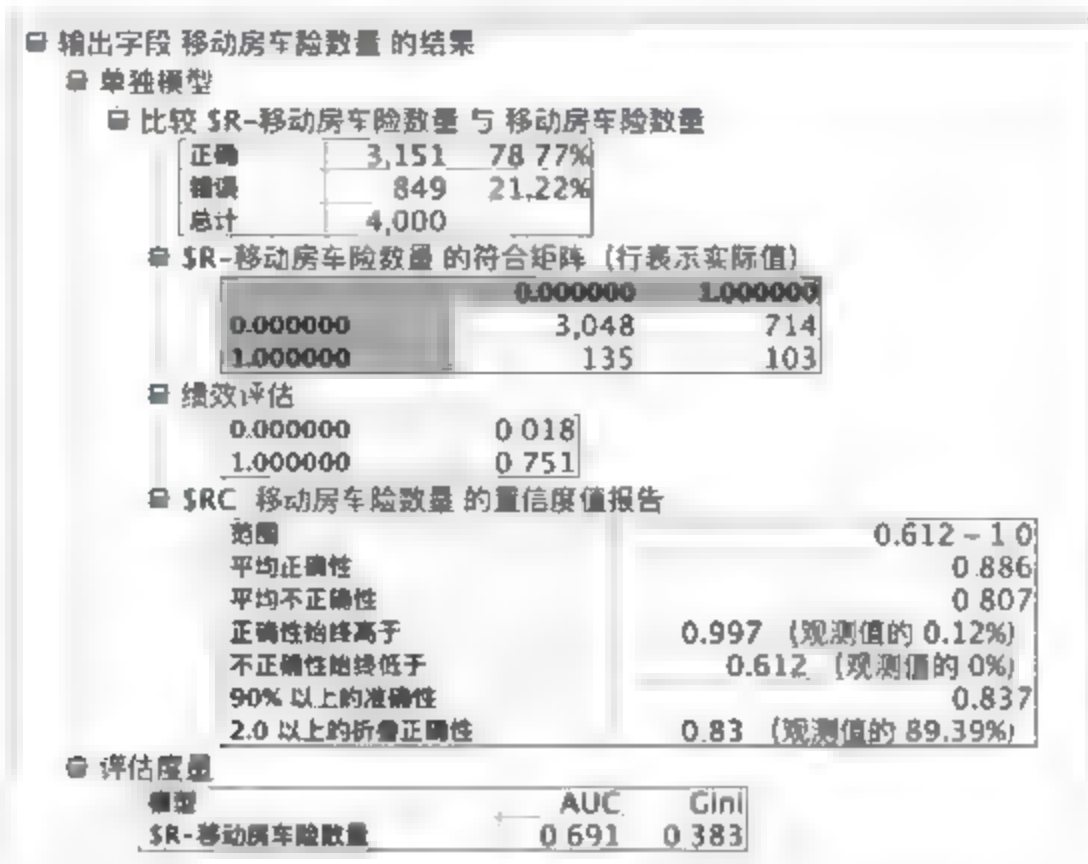 输出字段 移动房车险数量 的结果
单独模型
比较 $R-移动房车险数量 与 移动房车险数量
正确 3,151 78 77%
错误 849 21.22%
总计 4,000
$R-移动房车险数量 的符合矩阵（行表示实际值）
0.000000 1.000000
0.000000 3,048 714
1.000000 135 103
绩效评估
0.000000 0 018
1.000000 0 751
$RC 移动房车险数量 的置信度值报告
范围 0.612 – 1 0
平均正确性 0 886
平均不正确性 0 807
正确性始终高于 0.997 （观测值的 0.12%）
不正确性始终低于 0.612 （观测值的 0%）
90% 以上的准确性 0.837
2.0 以上的折叠正确性 0.83 （观测值的 89.39%）
评估度量
模型 AUC Gini
$R-移动房车险数量 0 691 0 383